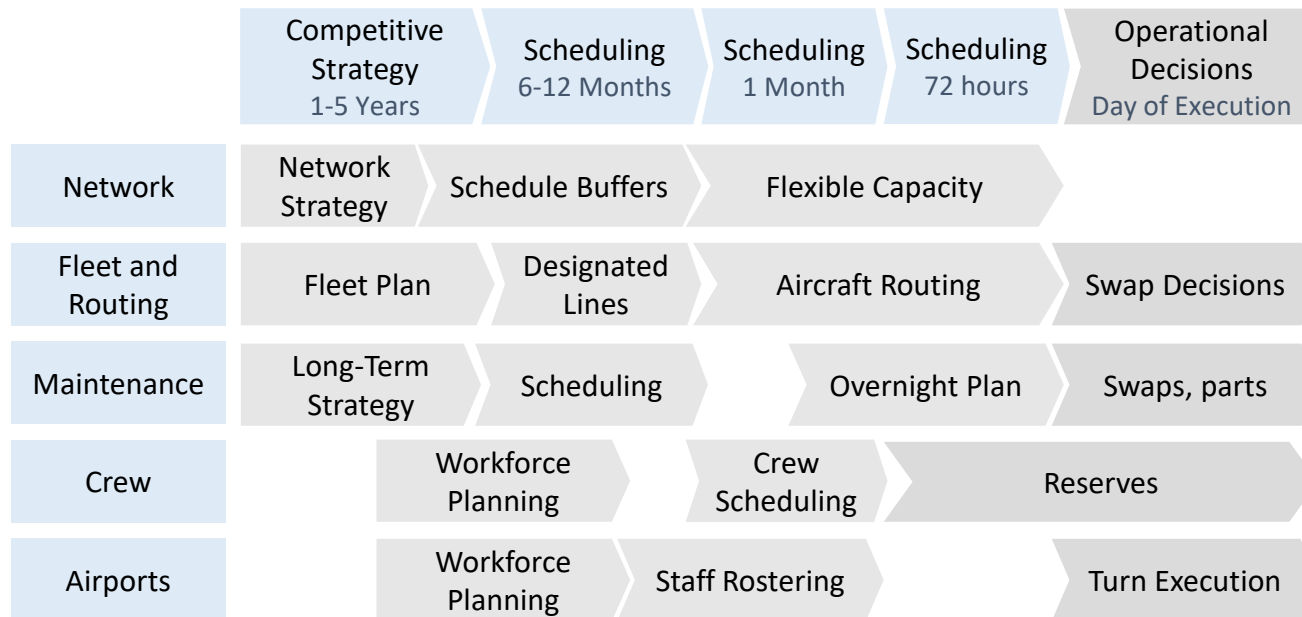 Competitive
Strategy
1-5 Years
Scheduling
6-12 Months
Scheduling
1 Month
Scheduling
72 hours
Operational
Decisions
Day of Execution
Network
Network
Strategy
Schedule Buffers
Flexible Capacity
Fleet and
Routing
Fleet Plan
Designated
Lines
Aircraft Routing
Swap Decisions
Maintenance
Long-Term
Strategy
Scheduling
Overnight Plan
Swaps, parts
Crew
Workforce
Planning
Crew
Scheduling
Reserves
Airports
Workforce
Planning
Staff Rostering
Turn Execution